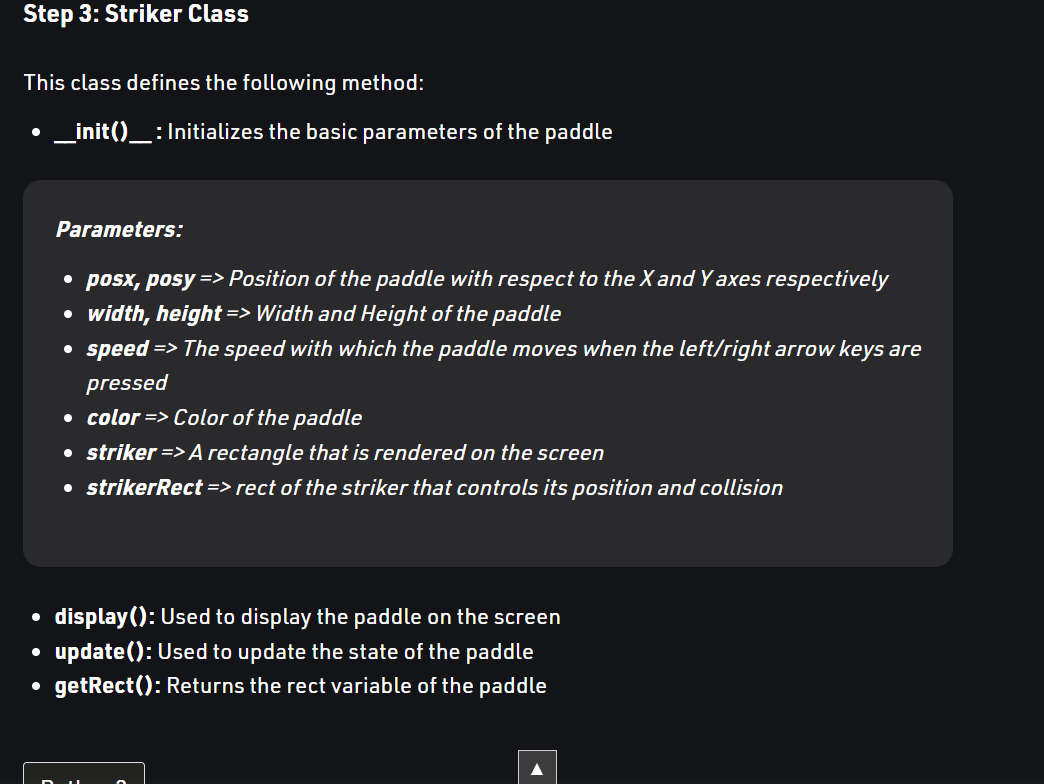 Step 3: Striker Class
This class defines the following method:
• __init()__ : Initializes the basic parameters of the paddle
Parameters:
• posx, posy => Position of the paddle with respect to the X and Y axes respectively
• width, height => Width and Height of the paddle
• speed => The speed with which the paddle moves when the left/right arrow keys are
pressed
• color => Color of the paddle
• striker => A rectangle that is rendered on the screen
• strikerRect => rect of the striker that controls its position and collision
• display(): Used to display the paddle on the screen
• update(): Used to update the state of the paddle
• getRect(): Returns the rect variable of the paddle